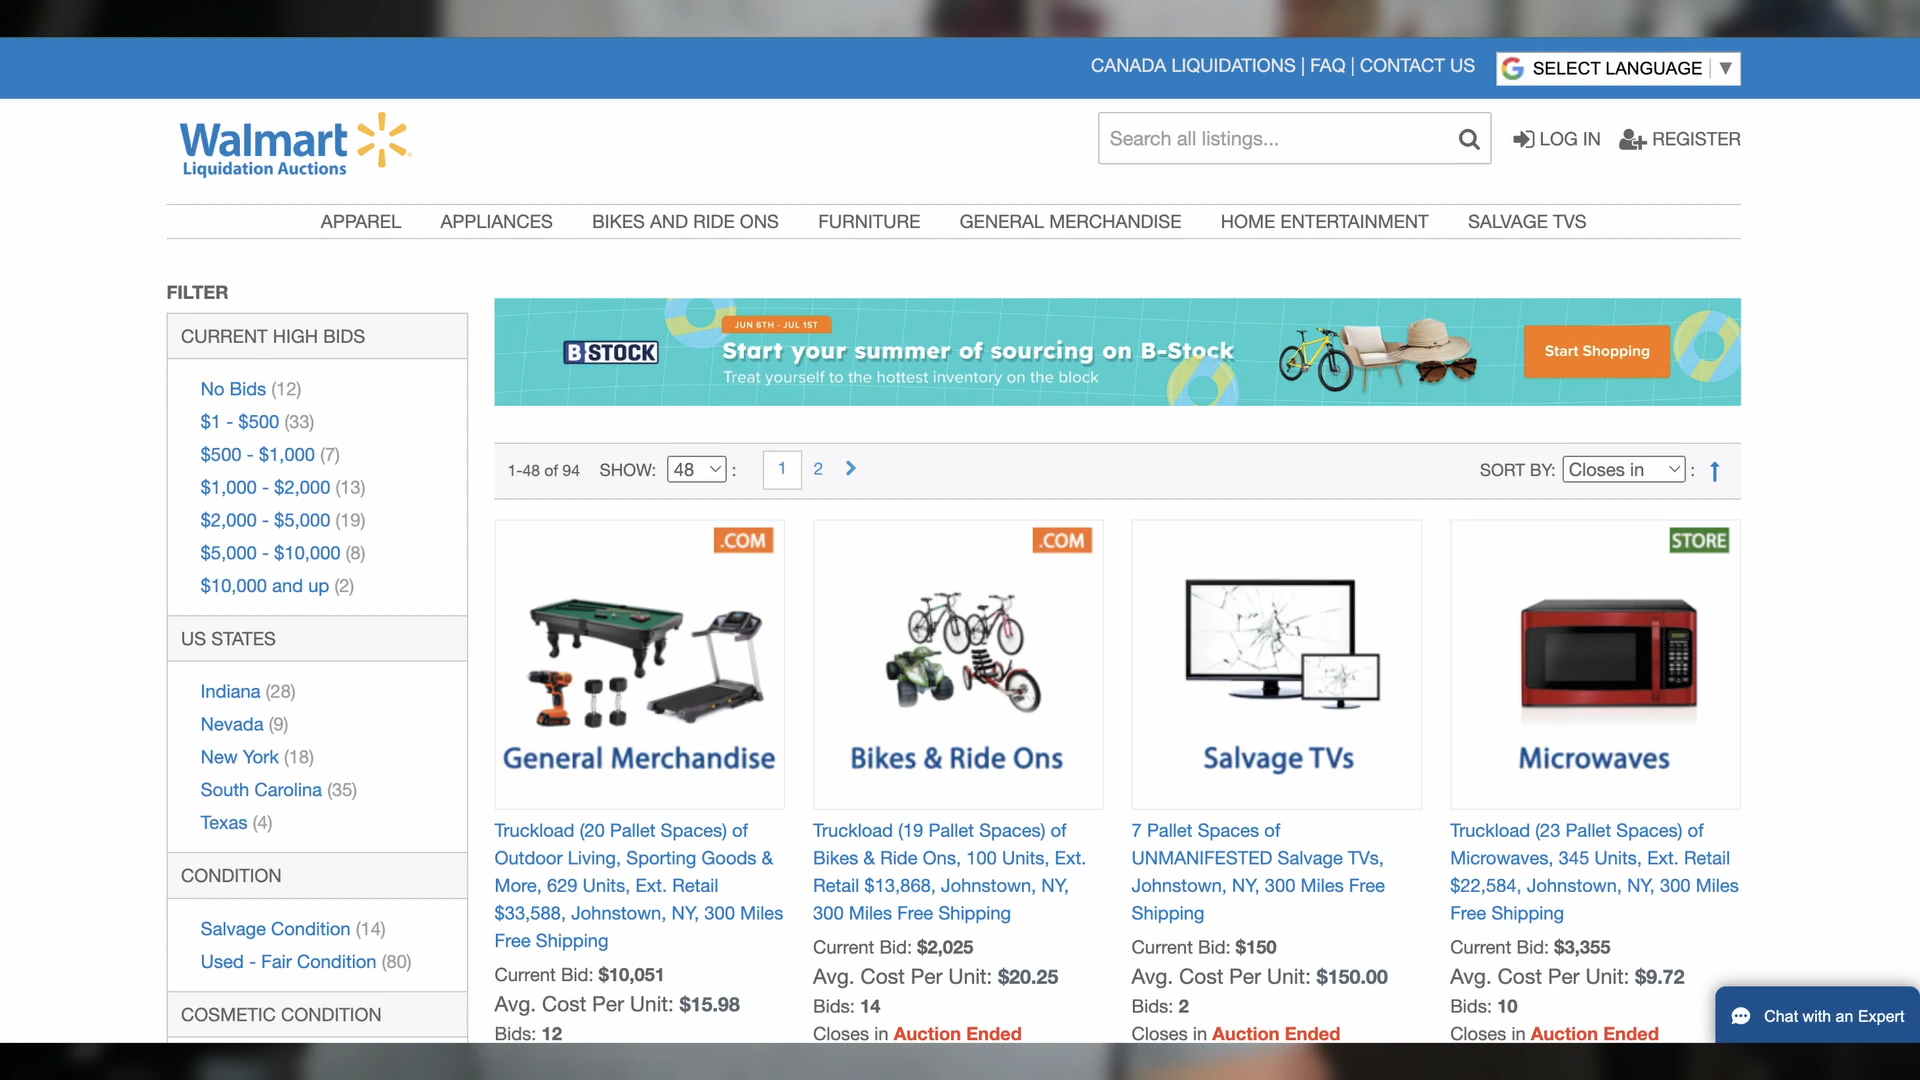 CANADA LIQUIDATIONS | FAQ | CONTACT US
SELECT LANGUAGE ▼
Walmart
Liquidation Auctions
Search all listings...
LOG IN
REGISTER
APPAREL
APPLIANCES
BIKES AND RIDE ONS
FURNITURE
GENERAL MERCHANDISE
HOME ENTERTAINMENT
SALVAGE TVS
FILTER
CURRENT HIGH BIDS
No Bids (12)
$1 - $500 (33)
$500 - $1,000 (7)
$1,000 - $2,000 (13)
$2,000 - $5,000 (19)
$5,000 - $10,000 (8)
$10,000 and up (2)
US STATES
Indiana (28)
Nevada (9)
New York (18)
South Carolina (35)
Texas (4)
CONDITION
Salvage Condition (14)
Used - Fair Condition (80)
COSMETIC CONDITION
B-STOCK
JUN 6TH - JUL 1ST
Start your summer of sourcing on B-Stock
Treat yourself to the hottest inventory on the block
Start Shopping
1-48 of 94 SHOW: 48 : 1 2
SORT BY: Closes in :
.COM
General Merchandise
Truckload (20 Pallet Spaces) of
Outdoor Living, Sporting Goods &
More, 629 Units, Ext. Retail
$33,588, Johnstown, NY, 300 Miles
Free Shipping
Current Bid: $10,051
Avg. Cost Per Unit: $15.98
Bids: 12
.COM
Bikes & Ride Ons
Truckload (19 Pallet Spaces) of
Bikes & Ride Ons, 100 Units, Ext.
Retail $13,868, Johnstown, NY,
300 Miles Free Shipping
Current Bid: $2,025
Avg. Cost Per Unit: $20.25
Bids: 14
Closes in Auction Ended
Salvage TVs
7 Pallet Spaces of
UNMANIFESTED Salvage TVs,
Johnstown, NY, 300 Miles Free
Shipping
Current Bid: $150
Avg. Cost Per Unit: $150.00
Bids: 2
Closes in Auction Ended
STORE
Microwaves
Truckload (23 Pallet Spaces) of
Microwaves, 345 Units, Ext. Retail
$22,584, Johnstown, NY, 300 Miles
Free Shipping
Current Bid: $3,355
Avg. Cost Per Unit: $9.72
Bids: 10
Closes in Auction Ended
Chat with an Expert